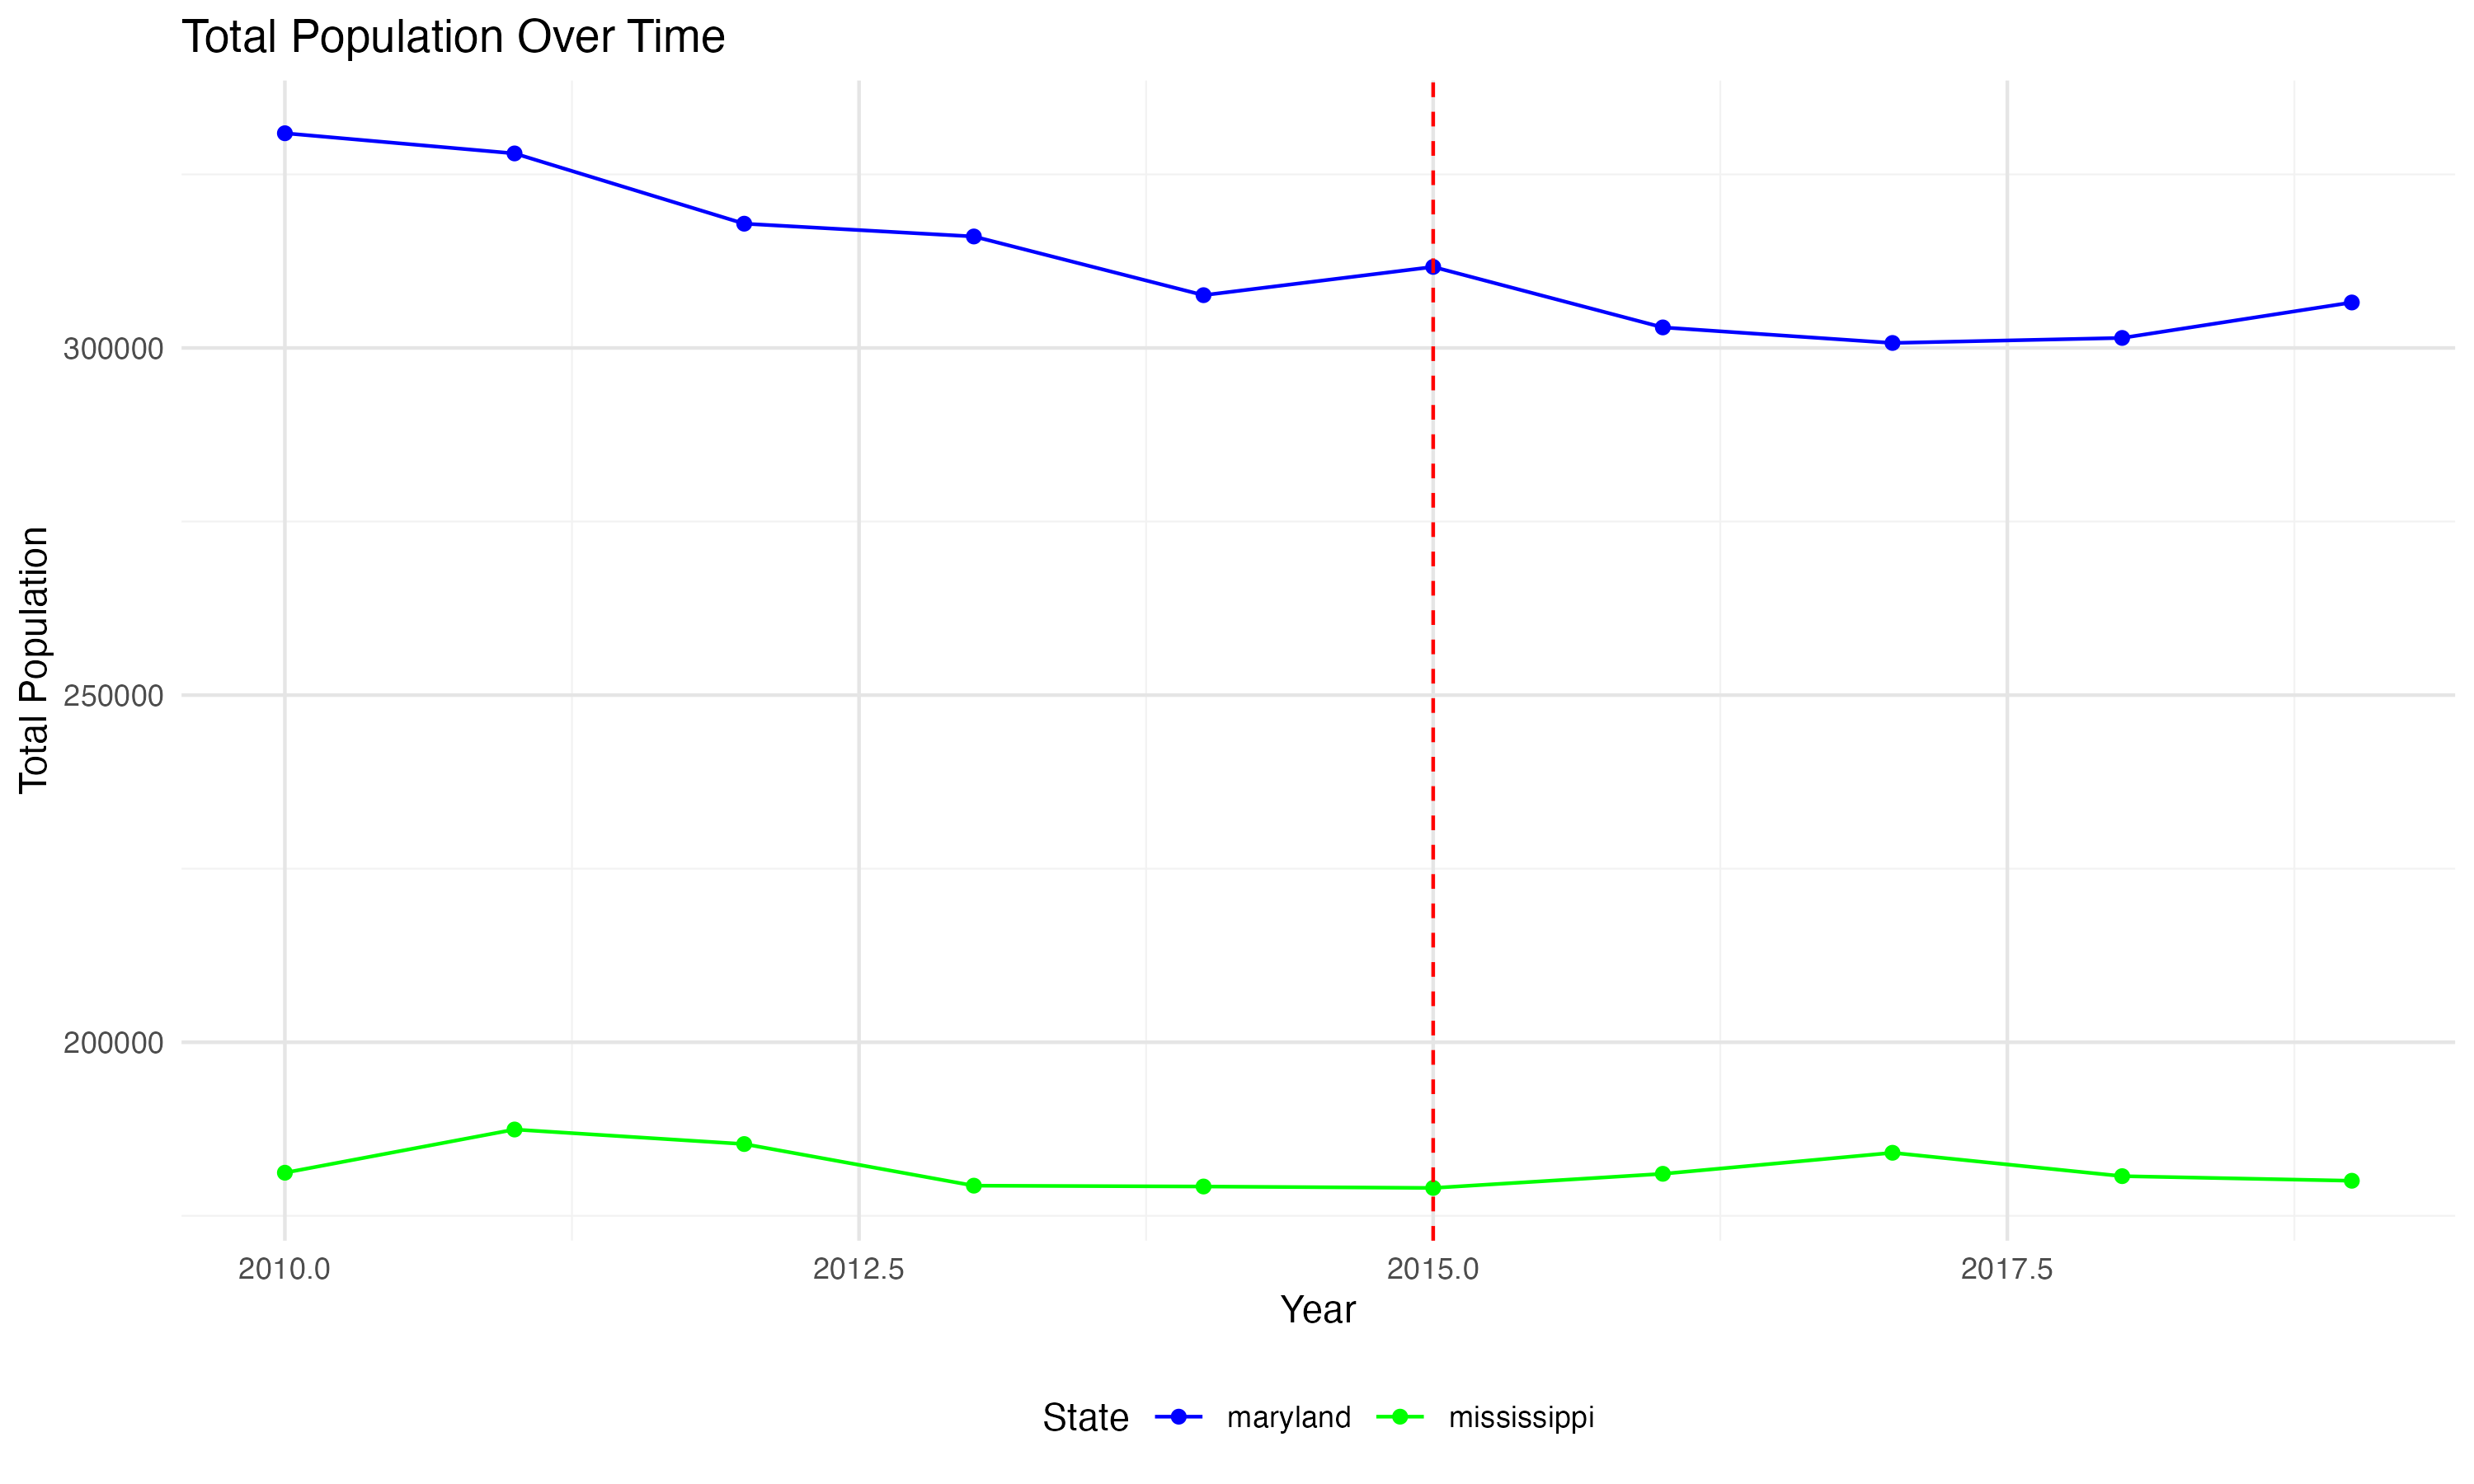 Total Population Over Time
Total Population
300000
250000
200000
2010.0 2012.5 2015.0 2017.5
Year
State maryland mississippi